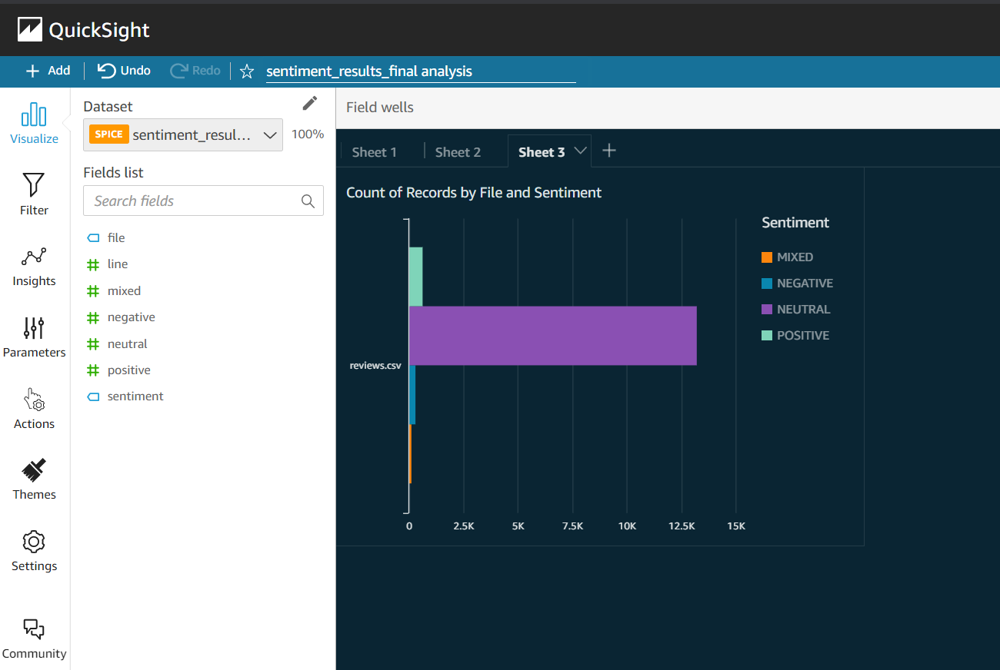 QuickSight
Add Undo Redo sentiment_results_final analysis
Visualize
Filter
Insights
Parameters
Actions
Themes
Settings
Community
Dataset
SPICE sentiment_resul... 100%
Fields list
Search fields
file
line
mixed
negative
neutral
positive
sentiment
Field wells
Sheet 1 Sheet 2 Sheet 3
Count of Records by File and Sentiment
reviews.csv
0 2.5K 5K 7.5K 10K 12.5K 15K
Sentiment
MIXED
NEGATIVE
NEUTRAL
POSITIVE